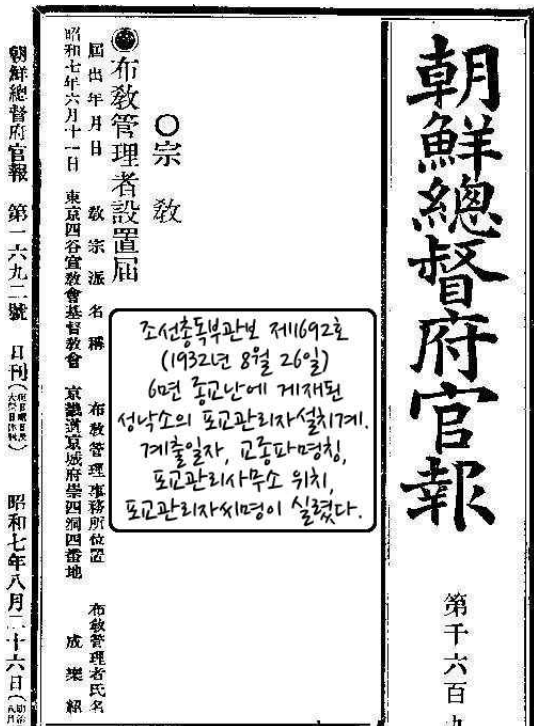 朝鮮總督府官報
第千六百
〇宗敎
布敎管理者設置届
届出年月日 敎宗派名稱 布敎管理事務所位置 布敎管理者氏名
昭和七年六月十一日 東京四谷宣敎會基督敎會 京畿道京城府崇四洞四番地 成樂紹
조선총독부관보 제1692호
(1932년 8월 26일)
6면 종교난에 게재된
성낙소의 포교관리자설치계.
계출일자, 교종파명칭,
포교관리사무소 위치,
포교관리자씨명이 실렸다.
朝鮮總督府官報 第一六九二號 日刊 昭和七年八月二十六日